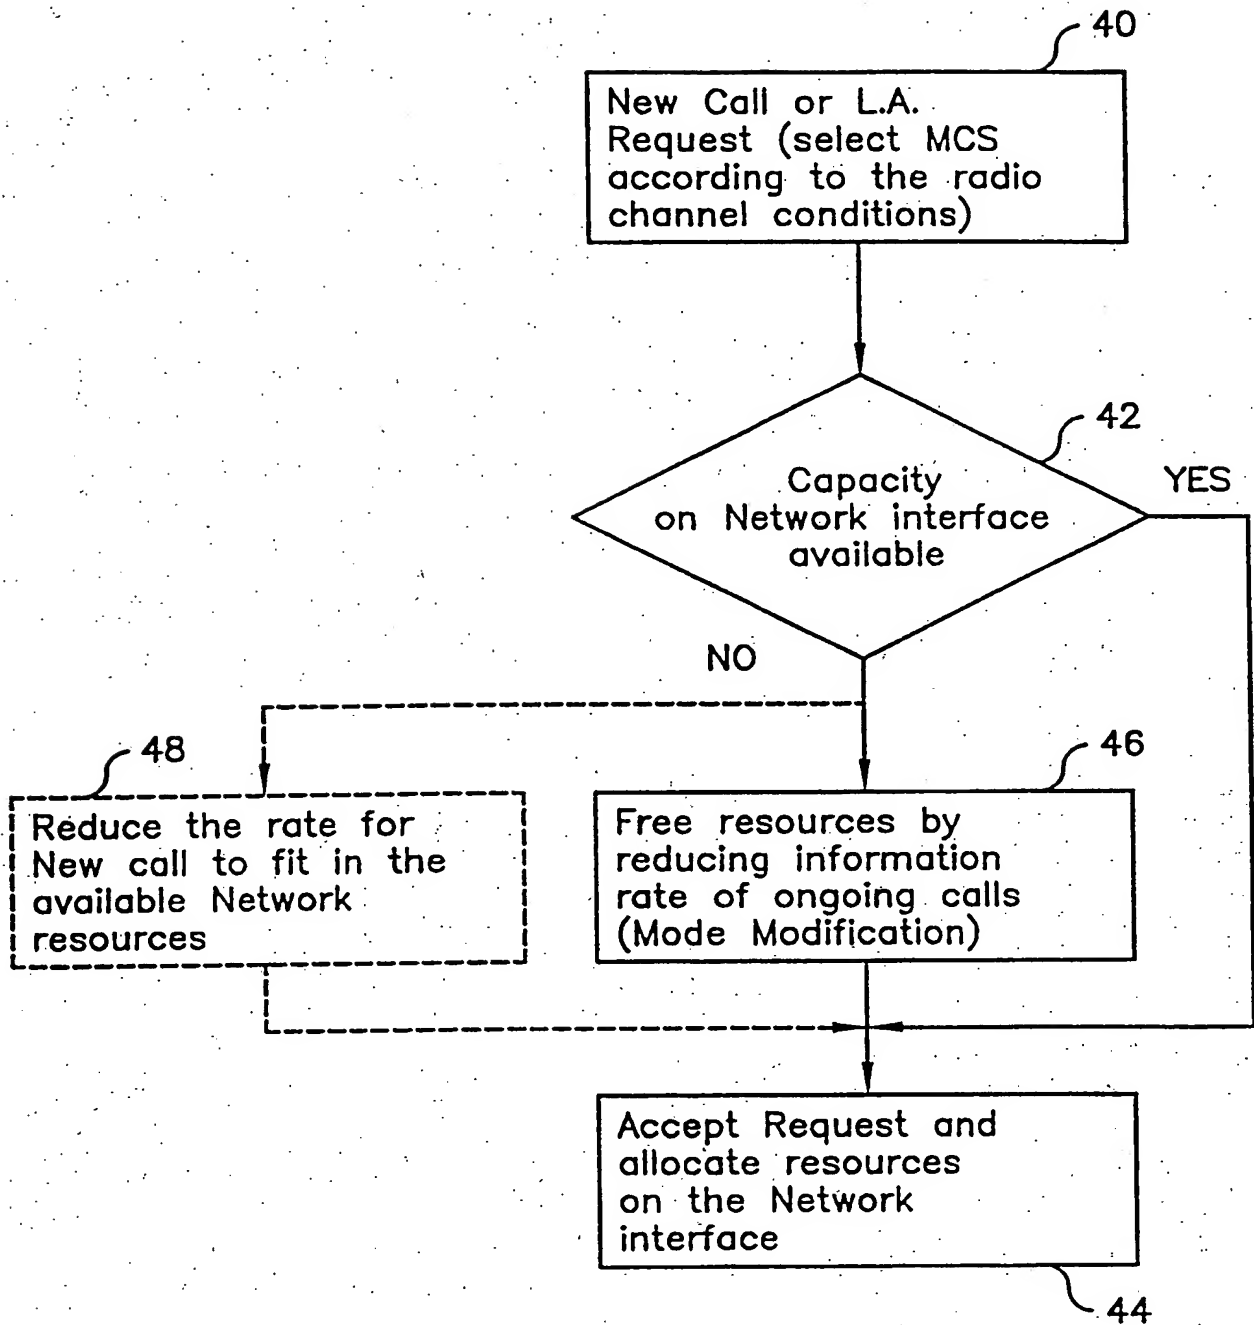 40
New Call or L.A.
Request (select MCS
according to the radio
channel conditions)
42
Capacity
on Network interface
available
YES
NO
48
Reduce the rate for
New call to fit in the
available Network
resources
46
Free resources by
reducing information
rate of ongoing calls
(Mode Modification)
Accept Request and
allocate resources
on the Network
interface
44